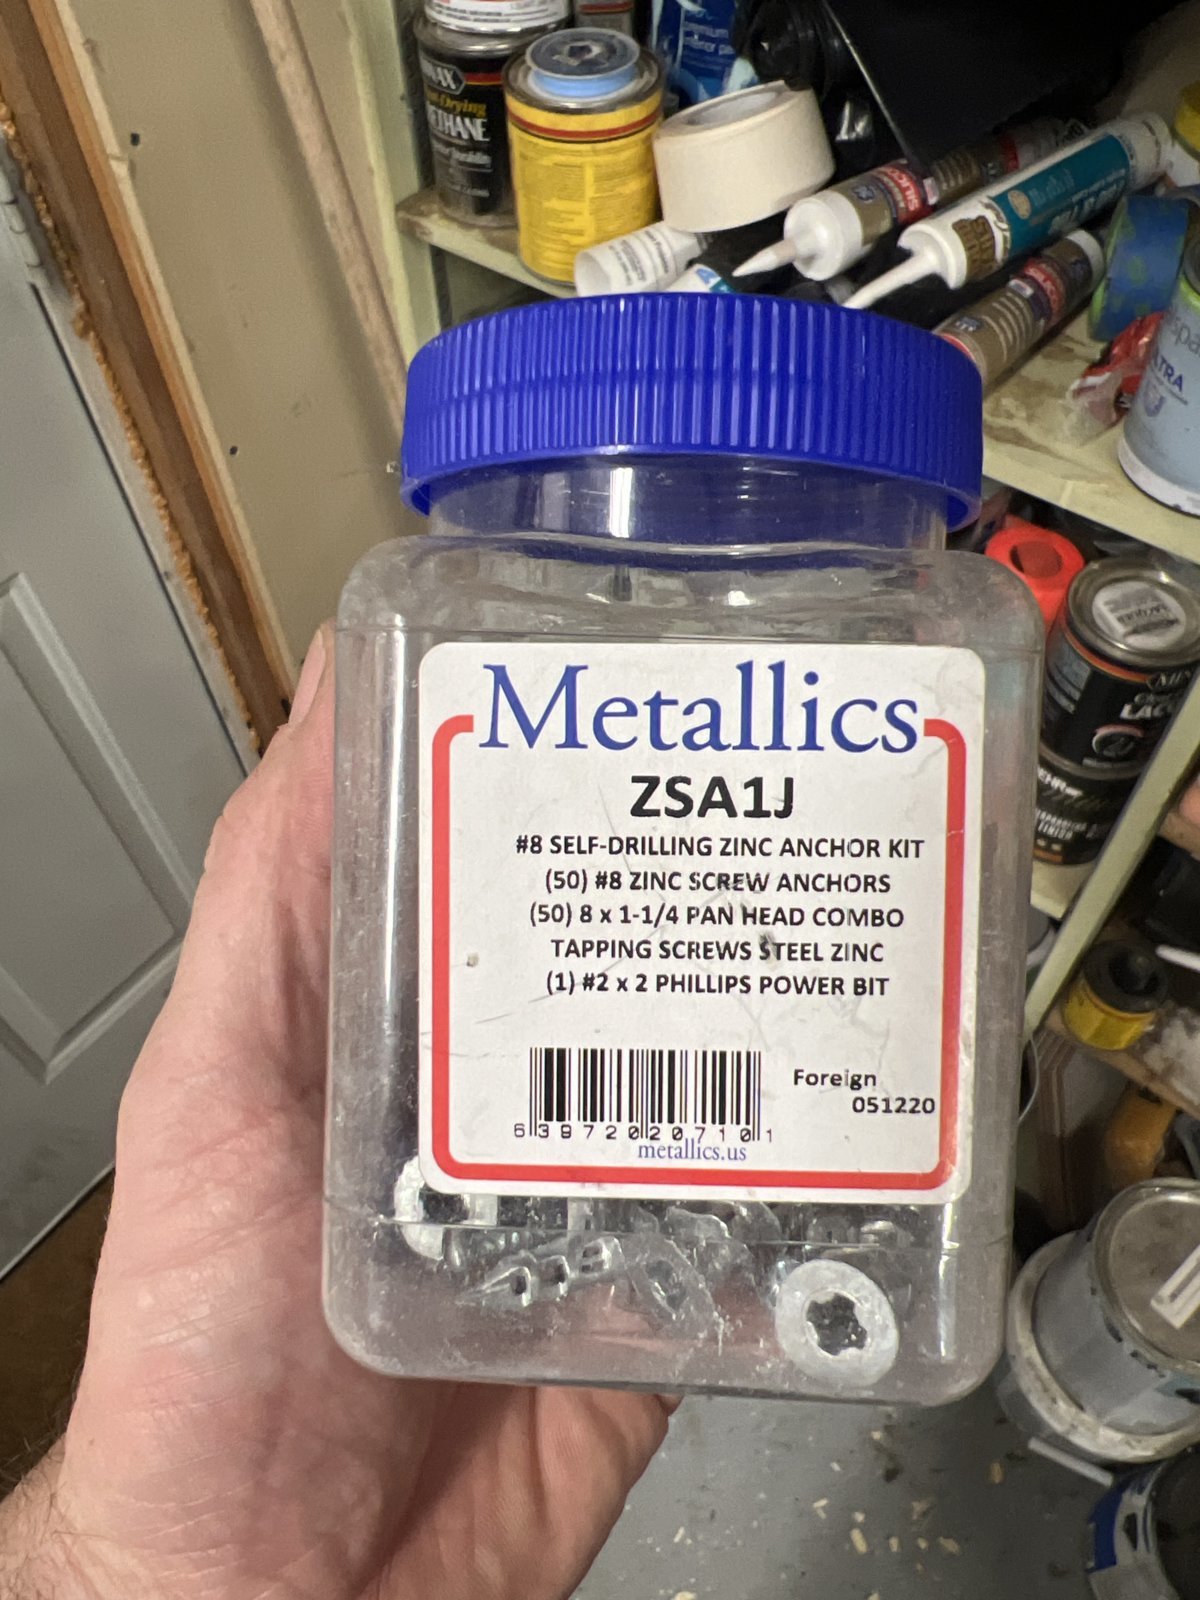 URETHANE
SILICO
Metallics
ZSA1J
#8 SELF-DRILLING ZINC ANCHOR KIT
(50) #8 ZINC SCREW ANCHORS
(50) 8 x 1-1/4 PAN HEAD COMBO
TAPPING SCREWS STEEL ZINC
(1) #2 x 2 PHILLIPS POWER BIT
Foreign
051220
6 39720 20710 1
metallics.us